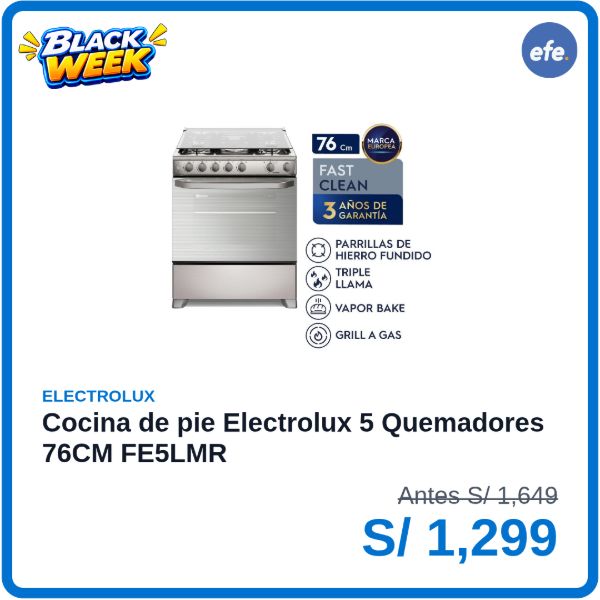 BLACK
WEEK
efe.
76 Cm
MARCA
EUROPEA
FAST
CLEAN
3 AÑOS DE
GARANTÍA
PARRILLAS DE
HIERRO FUNDIDO
TRIPLE
LLAMA
VAPOR BAKE
GRILL A GAS
ELECTROLUX
Cocina de pie Electrolux 5 Quemadores
76CM FE5LMR
Antes S/ 1,649
S/ 1,299